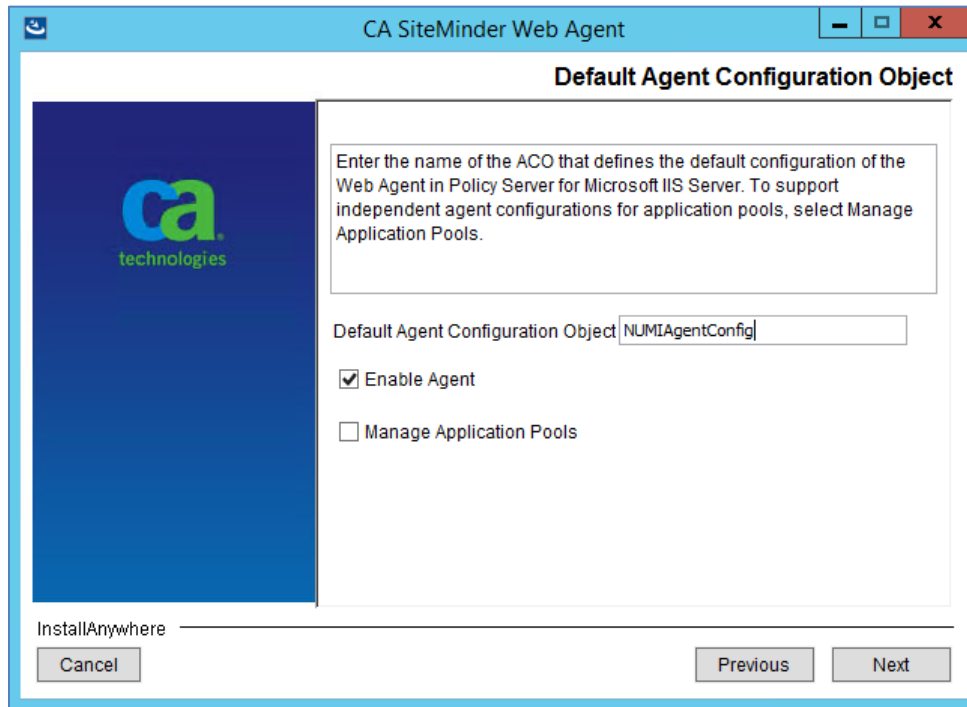 CA SiteMinder Web Agent
Default Agent Configuration Object
ca
technologies
Enter the name of the ACO that defines the default configuration of the
Web Agent in Policy Server for Microsoft IIS Server. To support
independent agent configurations for application pools, select Manage
Application Pools.
Default Agent Configuration Object NUMIAgentConfig
Enable Agent
Manage Application Pools
InstallAnywhere
Cancel Previous Next